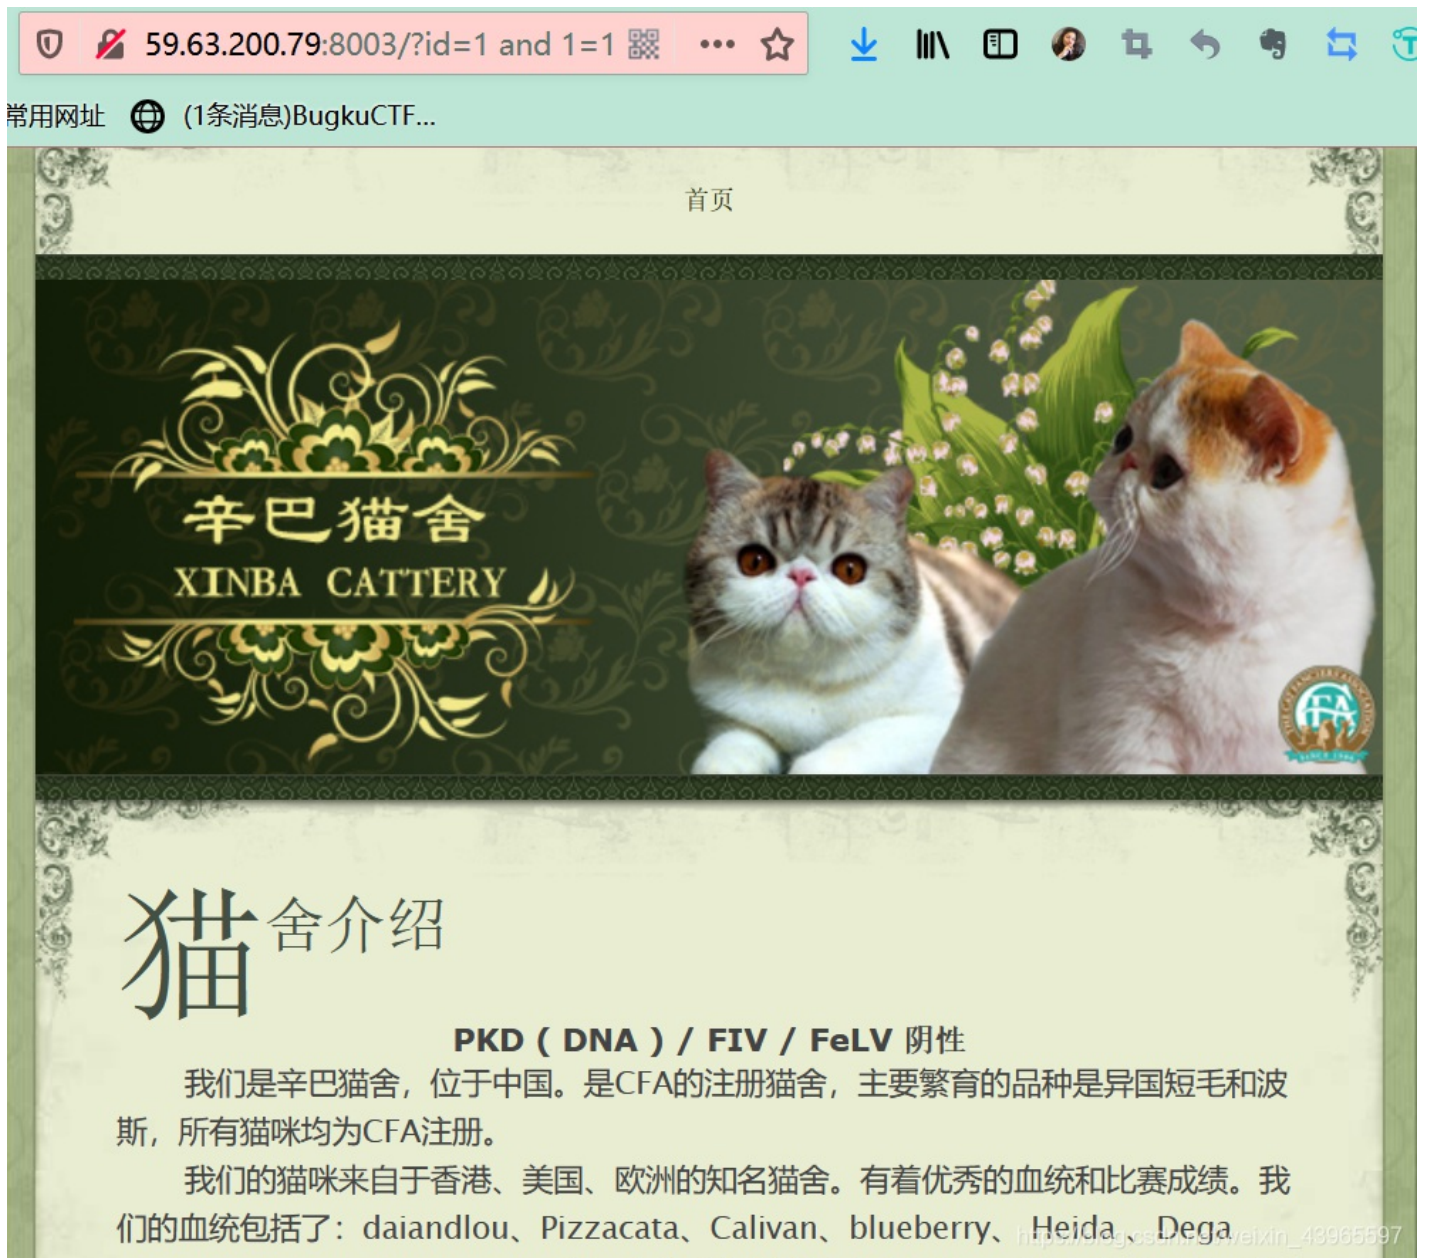 59.63.200.79:8003/?id=1 and 1=1
常用网址 (1条消息)BugkuCTF...
首页
辛巴猫舍
XINBA CATTERY
猫舍介绍
PKD ( DNA ) / FIV / FeLV 阴性
我们是辛巴猫舍，位于中国。是CFA的注册猫舍，主要繁育的品种是异国短毛和波
斯，所有猫咪均为CFA注册。
我们的猫咪来自于香港、美国、欧洲的知名猫舍。有着优秀的血统和比赛成绩。我
们的血统包括了：daiandlou、Pizzacata、Calivan、blueberry、Heida、Dega
https://blog.csdn.net/weixin_43965597